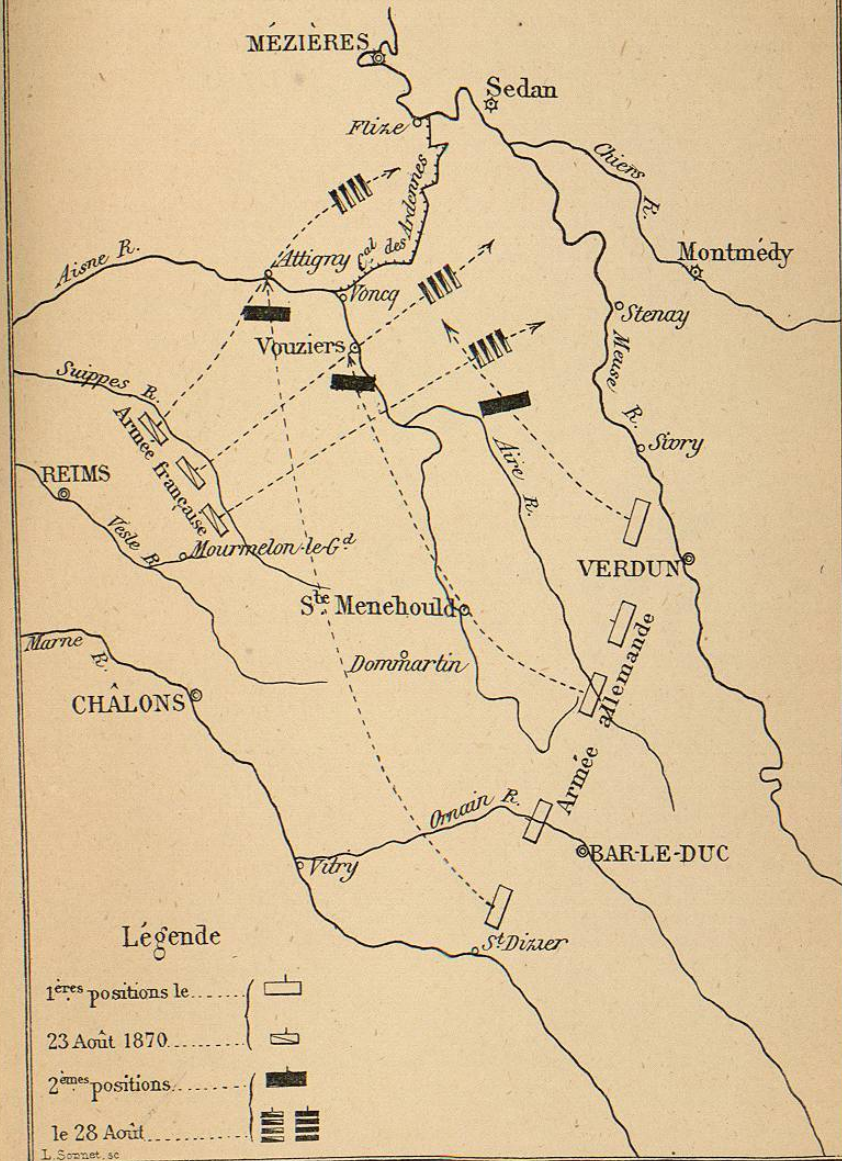 MÉZIÈRES
Sedan
Flize
Chiers R.
Cal des Ardennes
Montmédy
Aisne R.
Attigny
Voncq
Stenay
Vouziers
Meuse R.
Suippes R.
Armée française
Sivry
Aire R.
REIMS
Vesle R.
Mourmelon-le-Gd
VERDUN
Ste Menehould
Marne R.
Dommartin
Armée allemande
CHÂLONS
Ornain R.
BAR-LE-DUC
Vitry
St Dizier
Légende
1ères positions le
23 Août 1870
2èmes positions
le 28 Août
L. Sonnet. sc